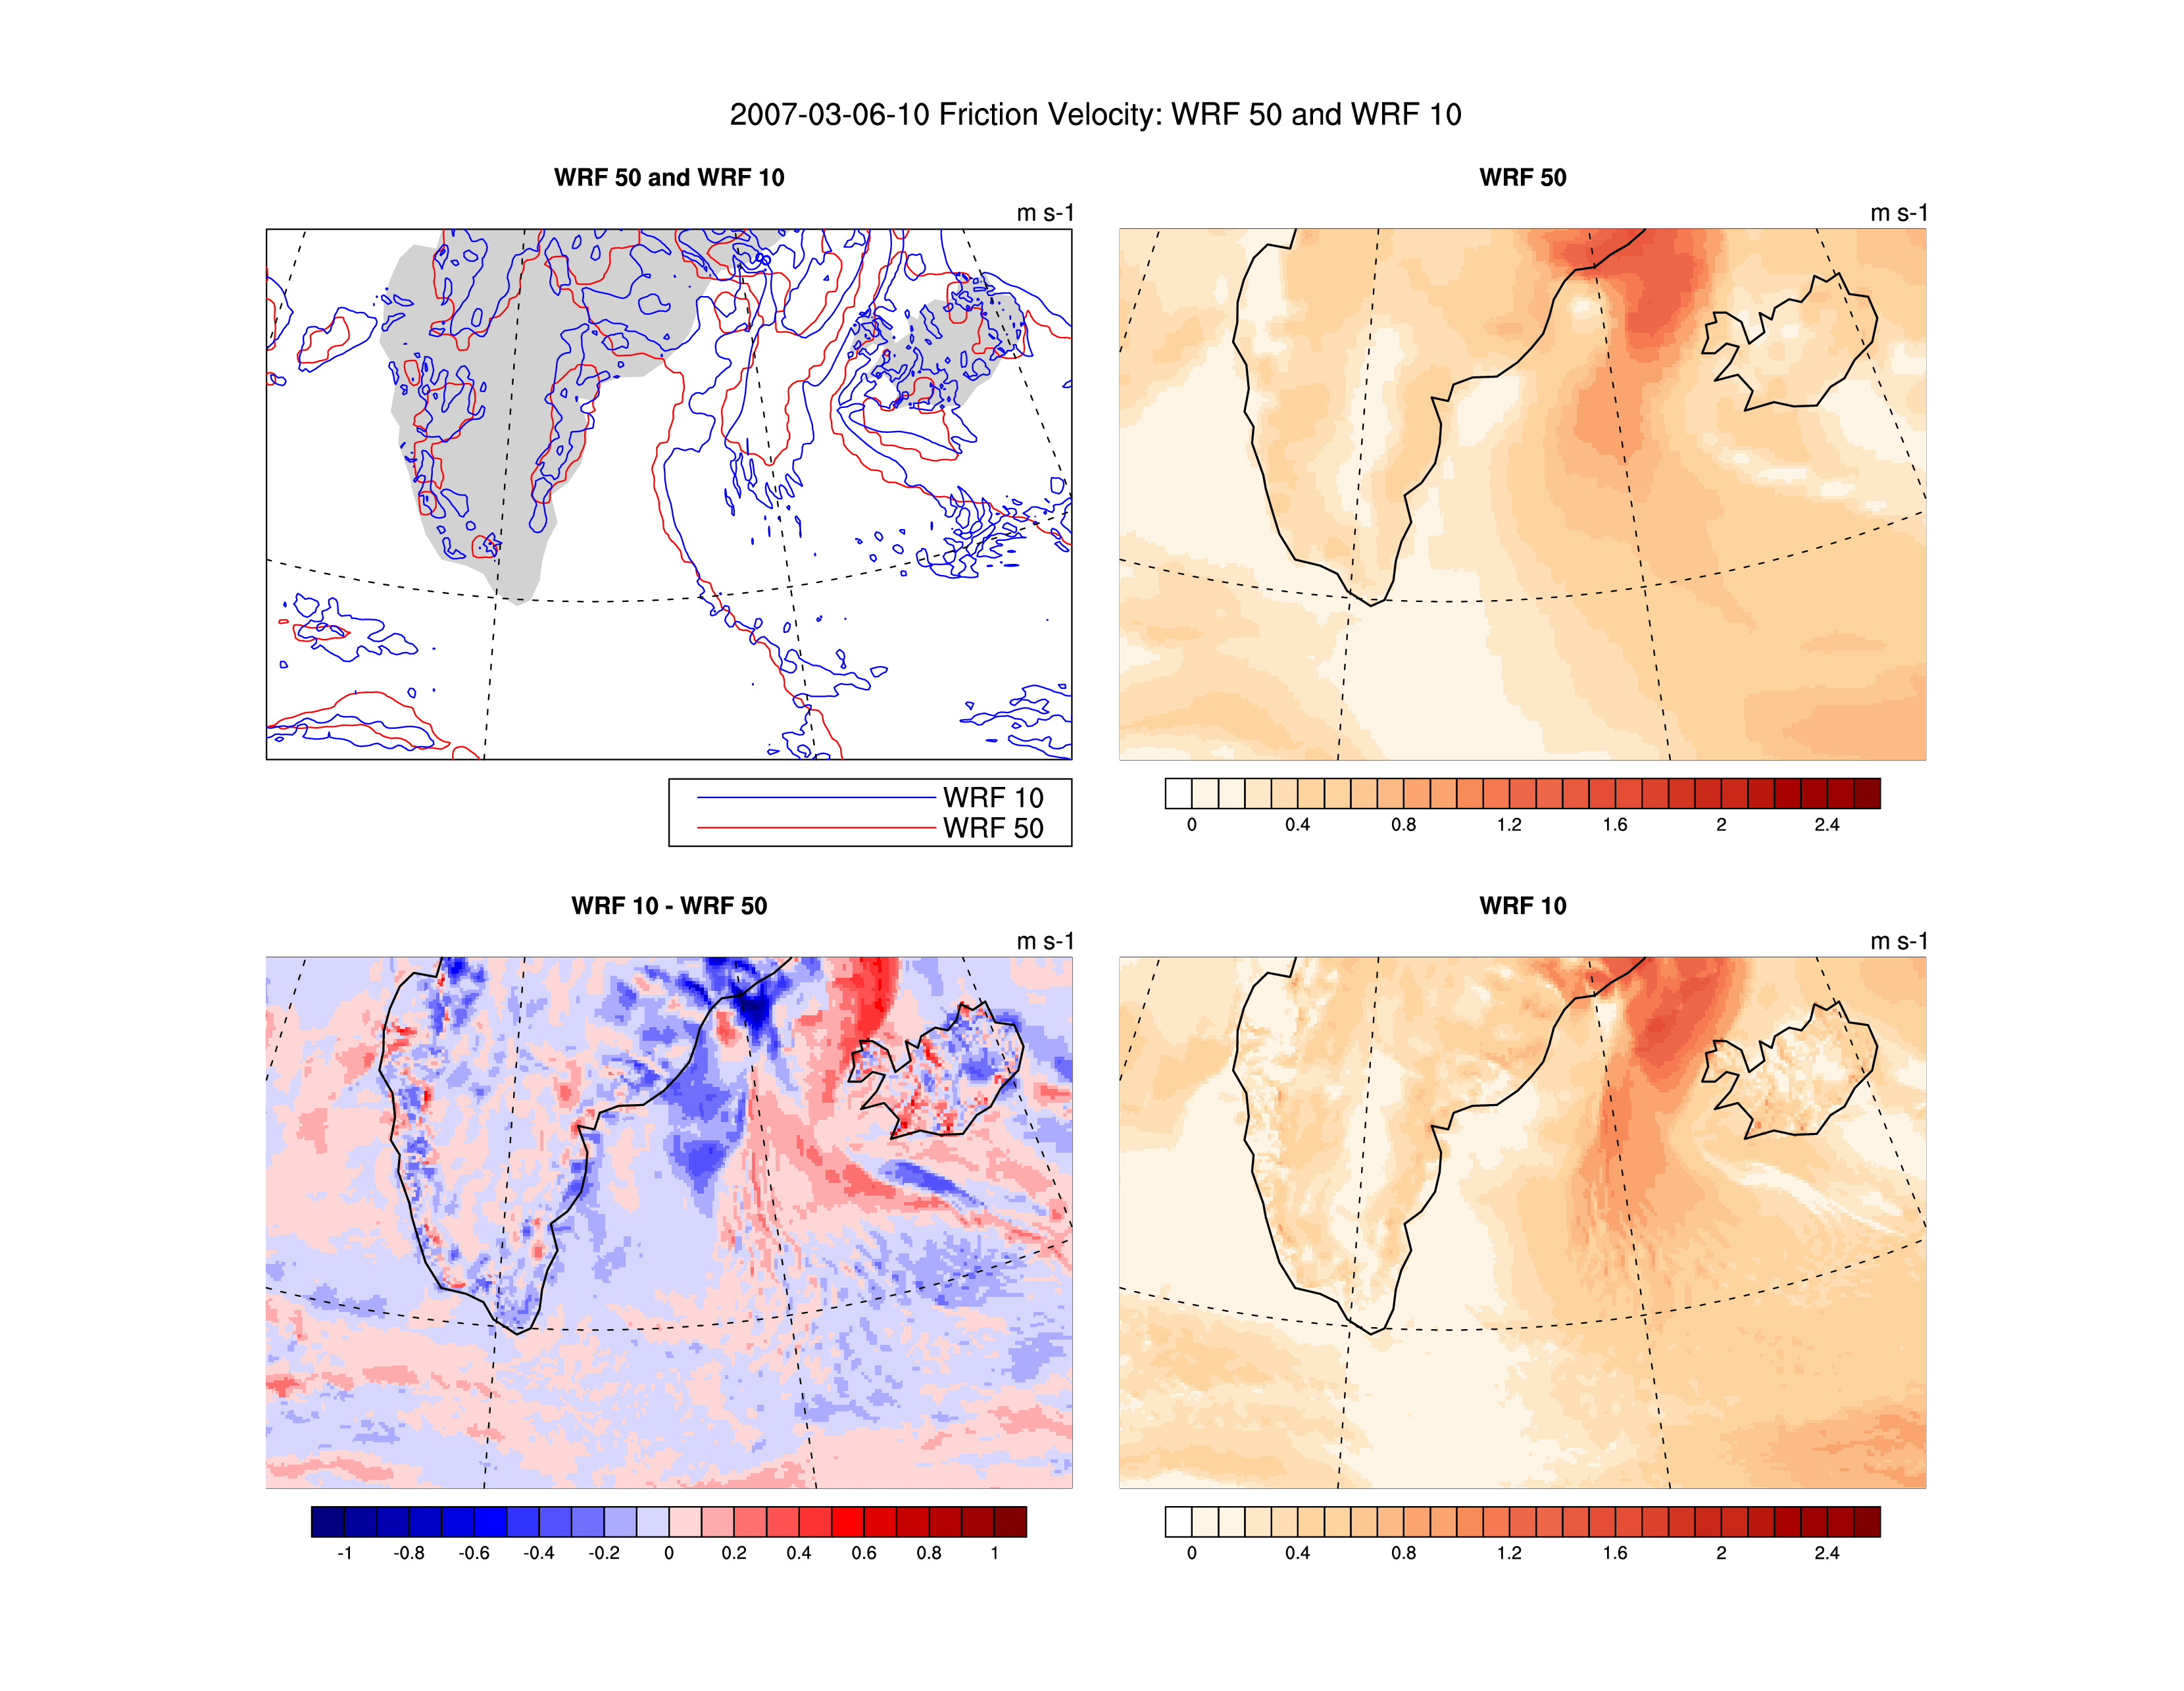 2007-03-06-10 Friction Velocity: WRF 50 and WRF 10
WRF 50 and WRF 10
m s-1
WRF 50
m s-1
WRF 10
WRF 50
0 0.4 0.8 1.2 1.6 2 2.4
WRF 10 - WRF 50
m s-1
WRF 10
m s-1
-1 -0.8 -0.6 -0.4 -0.2 0 0.2 0.4 0.6 0.8 1
0 0.4 0.8 1.2 1.6 2 2.4